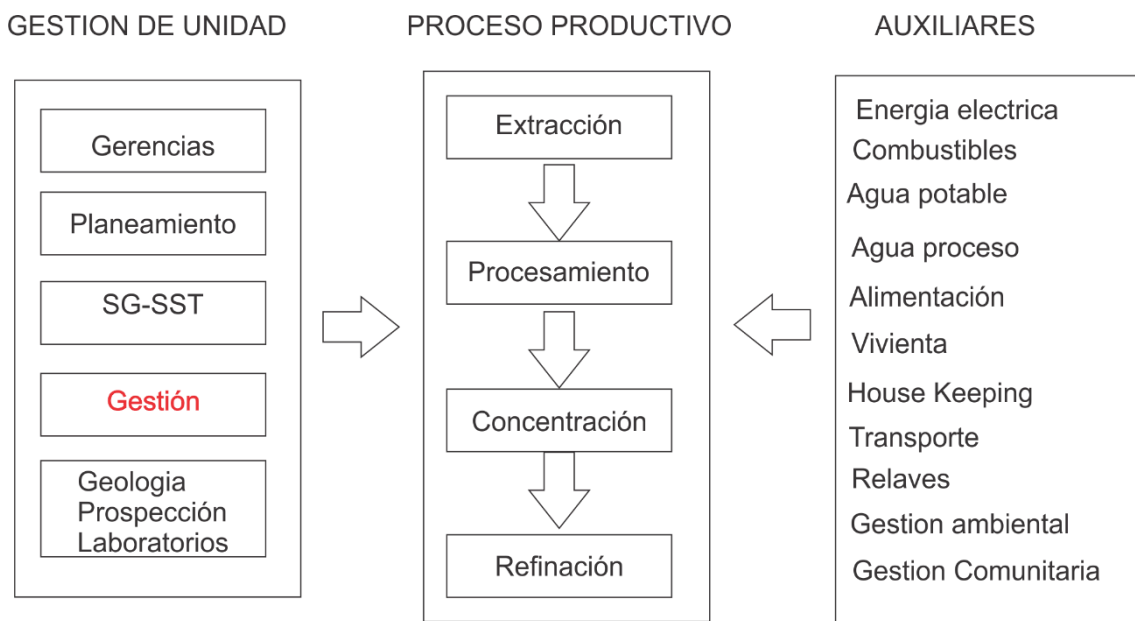 GESTION DE UNIDAD
Gerencias
Planeamiento
SG-SST
Gestión
Geologia
Prospección
Laboratorios
PROCESO PRODUCTIVO
Extracción
Procesamiento
Concentración
Refinación
AUXILIARES
Energia electrica
Combustibles
Agua potable
Agua proceso
Alimentación
Vivienta
House Keeping
Transporte
Relaves
Gestion ambiental
Gestion Comunitaria